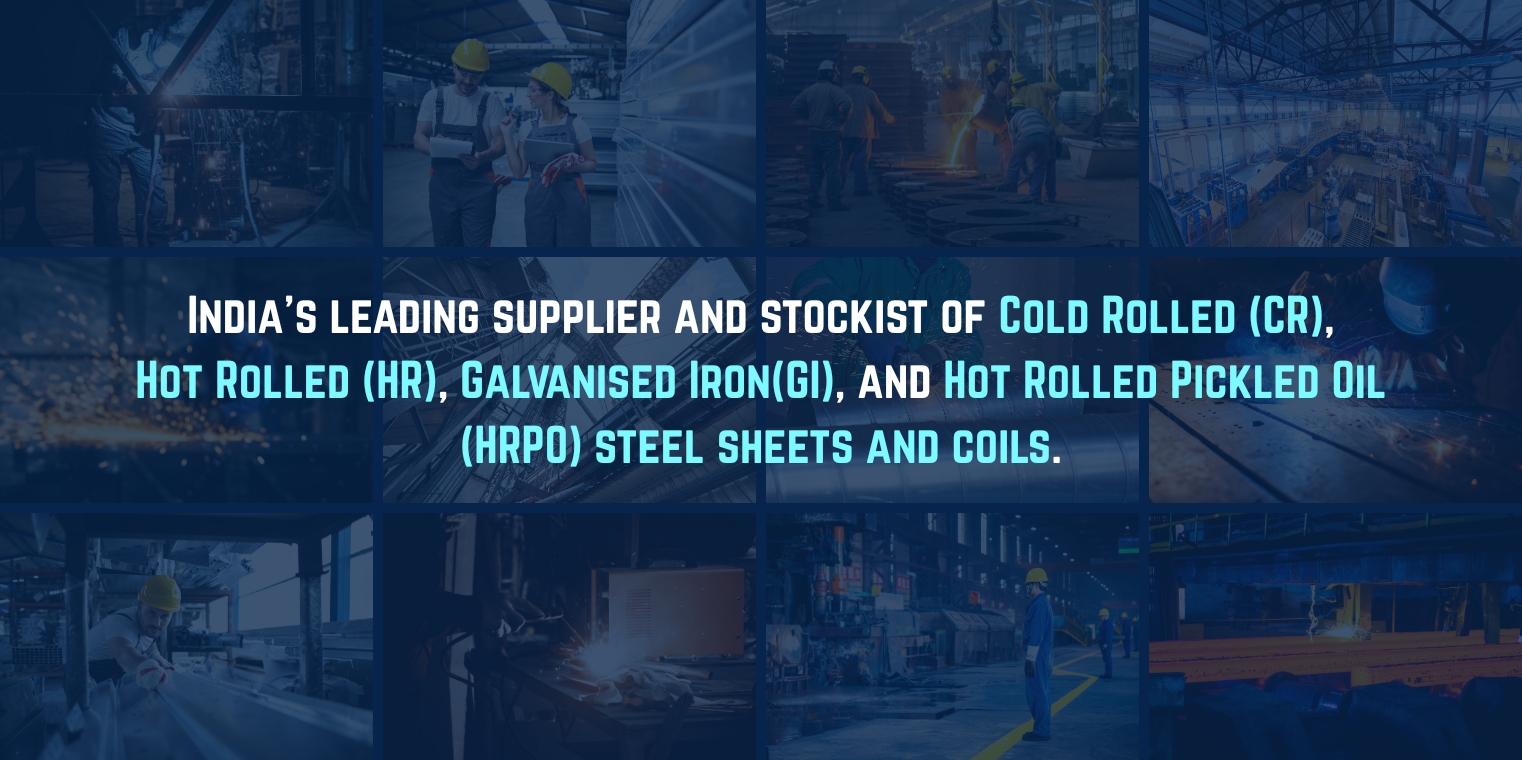 India's leading supplier and stockist of Cold Rolled (CR),
Hot Rolled (HR), Galvanised Iron(GI), and Hot Rolled Pickled Oil
(HRPO) steel sheets and coils.